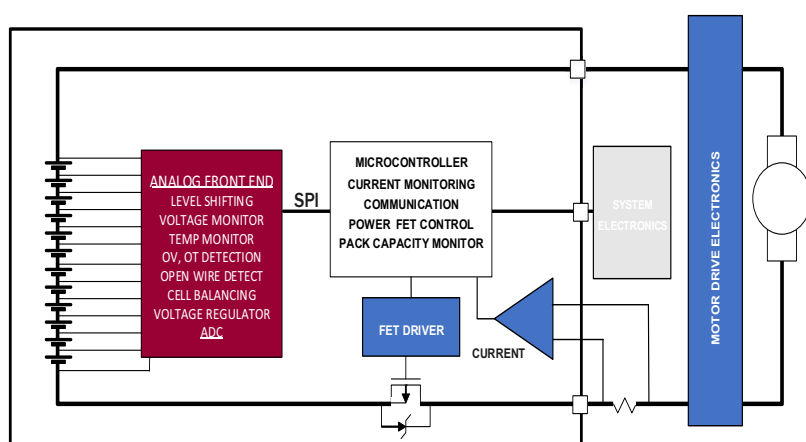 ANALOG FRONT END
LEVEL SHIFTING
VOLTAGE MONITOR
TEMP MONITOR
OV, OT DETECTION
OPEN WIRE DETECT
CELL BALANCING
VOLTAGE REGULATOR
ADC
SPI
MICROCONTROLLER
CURRENT MONITORING
COMMUNICATION
POWER FET CONTROL
PACK CAPACITY MONITOR
FET DRIVER
CURRENT
SYSTEM
ELECTRONICS
MOTOR DRIVE ELECTRONICS